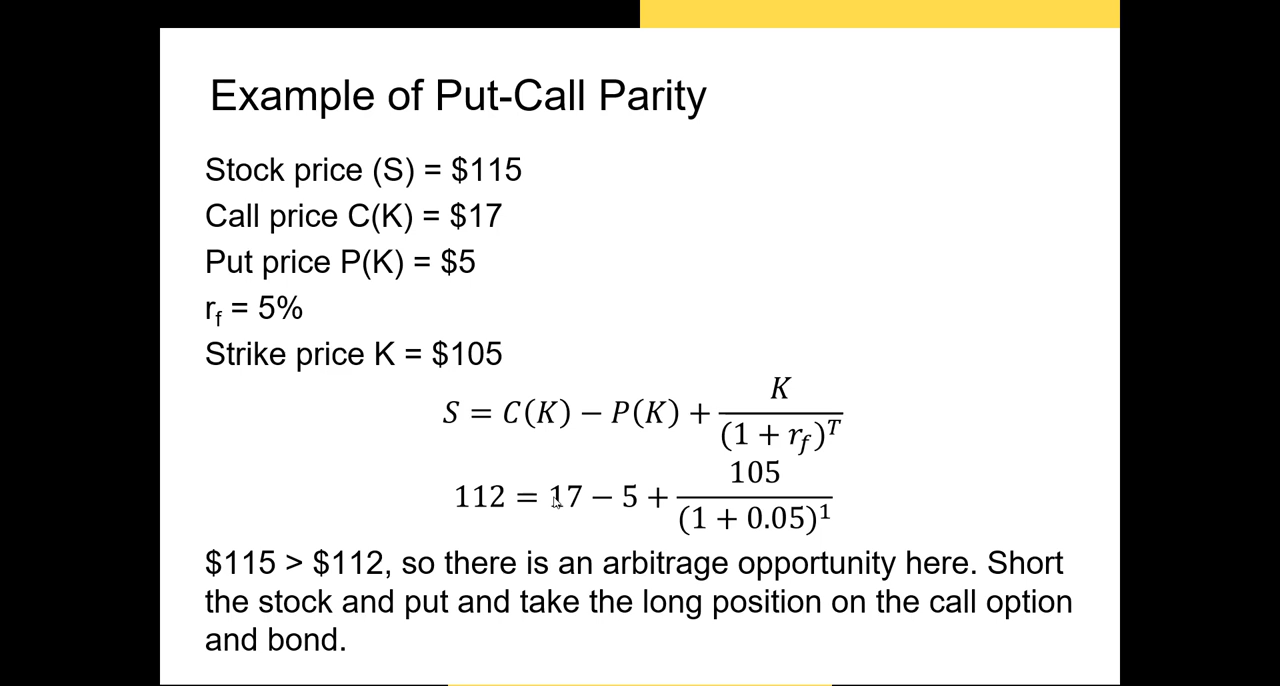 Example of Put-Call Parity
Stock price (S) = $115
Call price C(K) = $17
Put price P(K) = $5
r_f = 5%
Strike price K = $105
S = C(K) − P(K) + K / (1 + r_f)^T
112 = 17 − 5 + 105 / (1 + 0.05)^1
$115 > $112, so there is an arbitrage opportunity here. Short
the stock and put and take the long position on the call option
and bond.